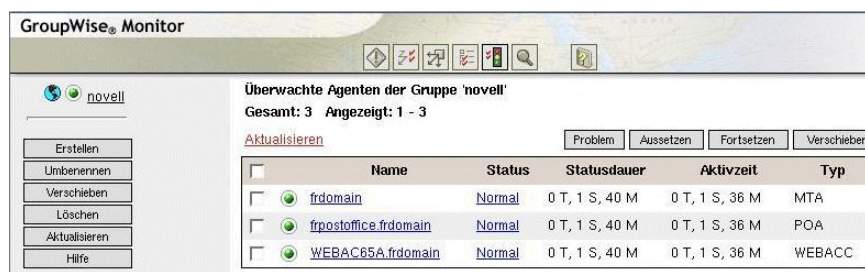 GroupWise® Monitor
novell
Erstellen
Umbenennen
Verschieben
Löschen
Aktualisieren
Hilfe
Überwachte Agenten der Gruppe 'novell'
Gesamt: 3 Angezeigt: 1 - 3
Aktualisieren
Problem Aussetzen Fortsetzen Verschieben
Name Status Statusdauer Aktivzeit Typ
frdomain Normal 0 T, 1 S, 40 M 0 T, 1 S, 36 M MTA
frpostoffice.frdomain Normal 0 T, 1 S, 40 M 0 T, 1 S, 36 M POA
WEBAC65A.frdomain Normal 0 T, 1 S, 40 M 0 T, 1 S, 36 M WEBACC